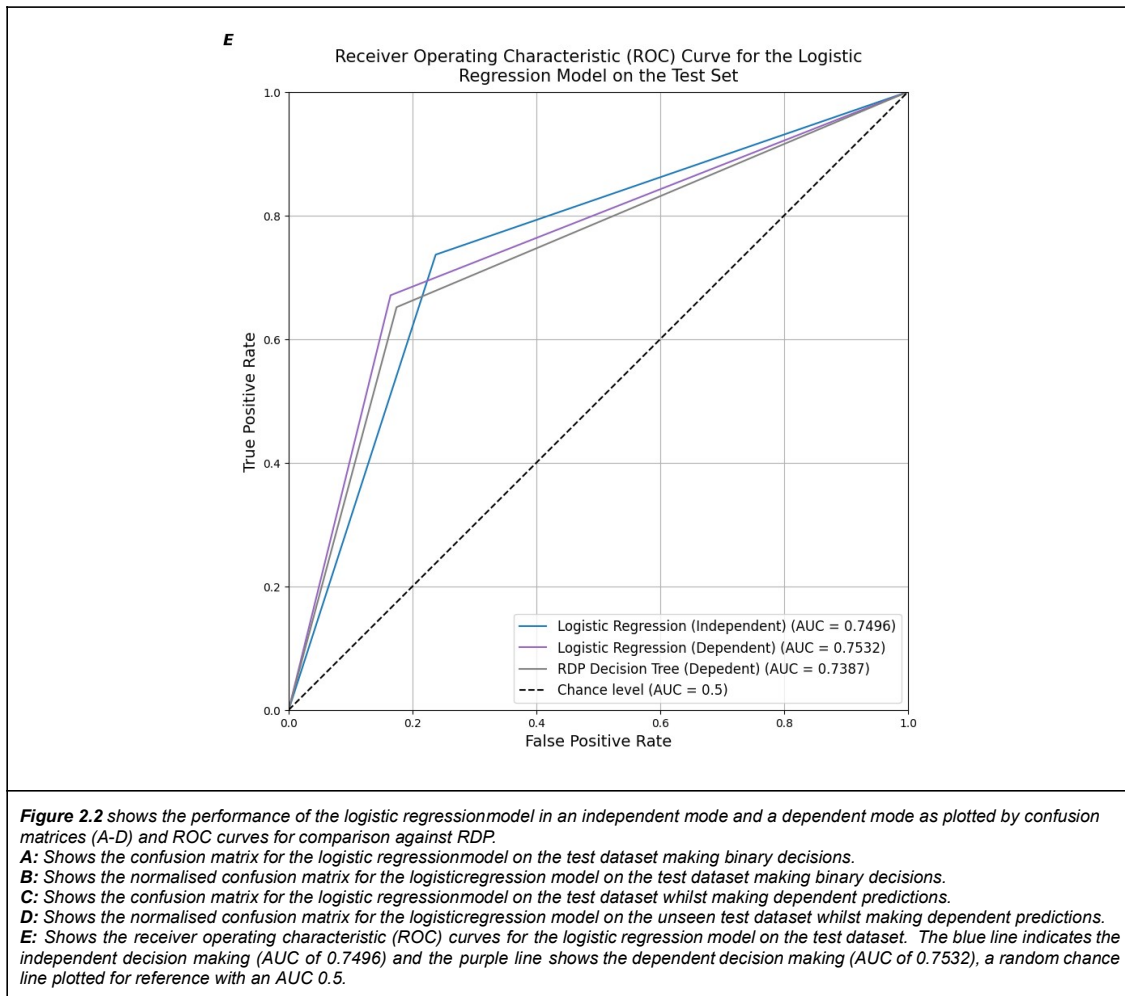 E
Receiver Operating Characteristic (ROC) Curve for the Logistic
Regression Model on the Test Set
1.0
0.8
0.6
0.4
0.2
0.0
True Positive Rate
Logistic Regression (Independent) (AUC = 0.7496)
Logistic Regression (Dependent) (AUC = 0.7532)
RDP Decision Tree (Depedent) (AUC = 0.7387)
Chance level (AUC = 0.5)
0.0 0.2 0.4 0.6 0.8 1.0
False Positive Rate
Figure 2.2 shows the performance of the logistic regressionmodel in an independent mode and a dependent mode as plotted by confusion
matrices (A-D) and ROC curves for comparison against RDP.
A: Shows the confusion matrix for the logistic regressionmodel on the test dataset making binary decisions.
B: Shows the normalised confusion matrix for the logisticregression model on the test dataset making binary decisions.
C: Shows the confusion matrix for the logistic regressionmodel on the test dataset whilst making dependent predictions.
D: Shows the normalised confusion matrix for the logisticregression model on the unseen test dataset whilst making dependent predictions.
E: Shows the receiver operating characteristic (ROC) curves for the logistic regression model on the test dataset. The blue line indicates the
independent decision making (AUC of 0.7496) and the purple line shows the dependent decision making (AUC of 0.7532), a random chance
line plotted for reference with an AUC 0.5.